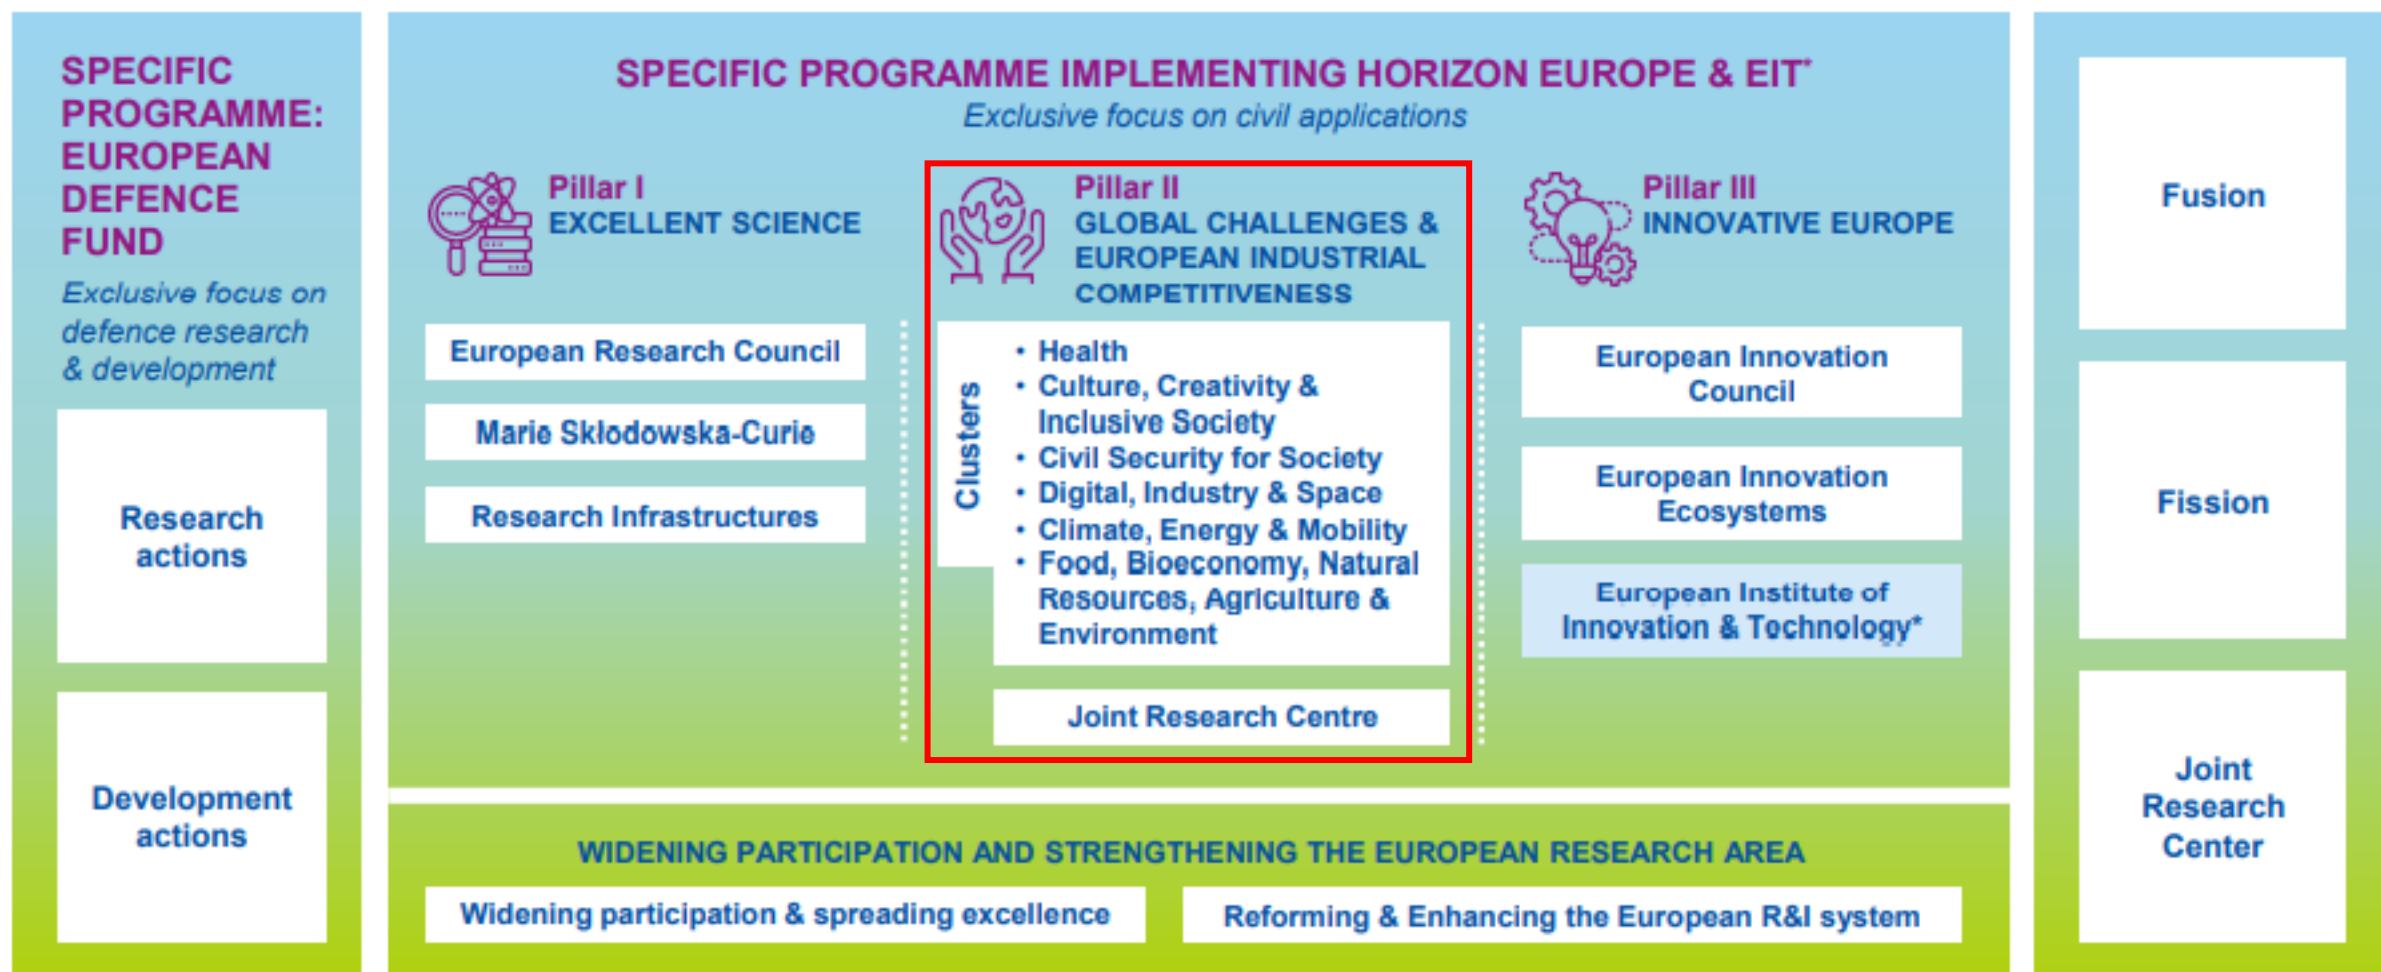 SPECIFIC
PROGRAMME:
EUROPEAN
DEFENCE
FUND
Exclusive focus on
defence research
& development
Research
actions
Development
actions
SPECIFIC PROGRAMME IMPLEMENTING HORIZON EUROPE & EIT*
Exclusive focus on civil applications
Pillar I
EXCELLENT SCIENCE
European Research Council
Marie Skłodowska-Curie
Research Infrastructures
Pillar II
GLOBAL CHALLENGES &
EUROPEAN INDUSTRIAL
COMPETITIVENESS
Clusters
• Health
• Culture, Creativity &
Inclusive Society
• Civil Security for Society
• Digital, Industry & Space
• Climate, Energy & Mobility
• Food, Bioeconomy, Natural
Resources, Agriculture &
Environment
Joint Research Centre
Pillar III
INNOVATIVE EUROPE
European Innovation
Council
European Innovation
Ecosystems
European Institute of
Innovation & Technology*
WIDENING PARTICIPATION AND STRENGTHENING THE EUROPEAN RESEARCH AREA
Widening participation & spreading excellence
Reforming & Enhancing the European R&I system
Fusion
Fission
Joint
Research
Center